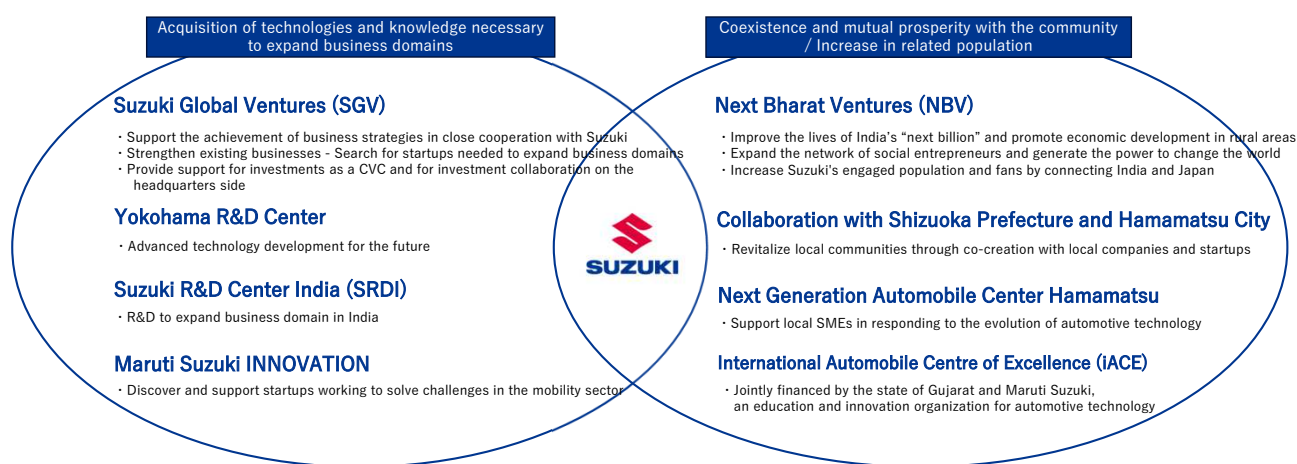 Acquisition of technologies and knowledge necessary
to expand business domains
Suzuki Global Ventures (SGV)
・Support the achievement of business strategies in close cooperation with Suzuki
・Strengthen existing businesses - Search for startups needed to expand business domains
・Provide support for investments as a CVC and for investment collaboration on the
headquarters side
Yokohama R&D Center
・Advanced technology development for the future
Suzuki R&D Center India (SRDI)
・R&D to expand business domain in India
Maruti Suzuki INNOVATION
・Discover and support startups working to solve challenges in the mobility sector
SUZUKI
Coexistence and mutual prosperity with the community
/ Increase in related population
Next Bharat Ventures (NBV)
・Improve the lives of India’s “next billion” and promote economic development in rural areas
・Expand the network of social entrepreneurs and generate the power to change the world
・Increase Suzuki’s engaged population and fans by connecting India and Japan
Collaboration with Shizuoka Prefecture and Hamamatsu City
・Revitalize local communities through co-creation with local companies and startups
Next Generation Automobile Center Hamamatsu
・Support local SMEs in responding to the evolution of automotive technology
International Automobile Centre of Excellence (iACE)
・Jointly financed by the state of Gujarat and Maruti Suzuki,
an education and innovation organization for automotive technology